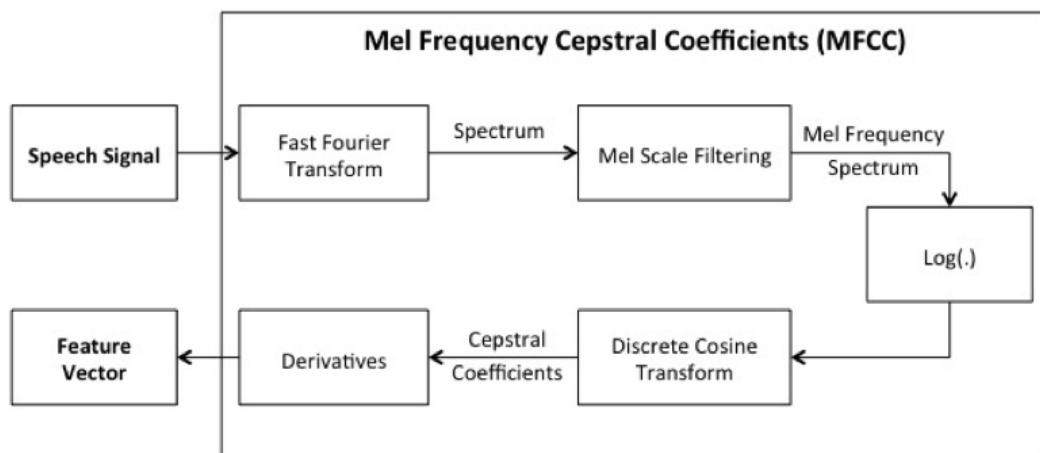 Mel Frequency Cepstral Coefficients (MFCC)
Speech Signal
Fast Fourier
Transform
Spectrum
Mel Scale Filtering
Mel Frequency
Spectrum
Log(.)
Discrete Cosine
Transform
Cepstral
Coefficients
Derivatives
Feature
Vector